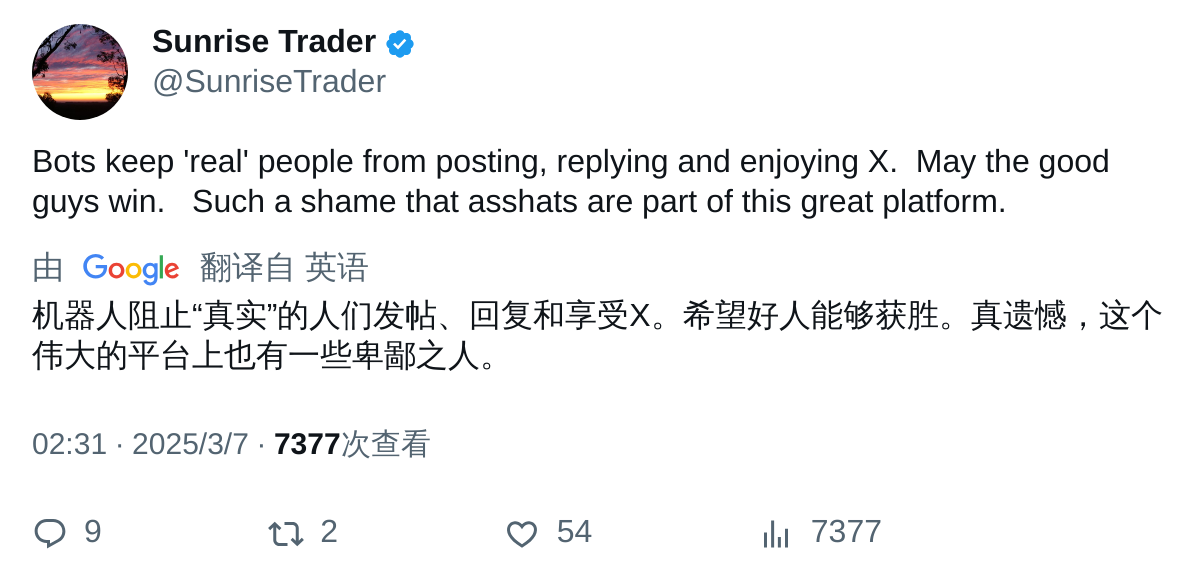 Sunrise Trader
@SunriseTrader
Bots keep 'real' people from posting, replying and enjoying X.  May the good
guys win.   Such a shame that asshats are part of this great platform.
由 Google 翻译自 英语
机器人阻止“真实”的人们发帖、回复和享受X。希望好人能够获胜。真遗憾，这个
伟大的平台上也有一些卑鄙之人。
02:31 · 2025/3/7 · 7377次查看
9 2 54 7377